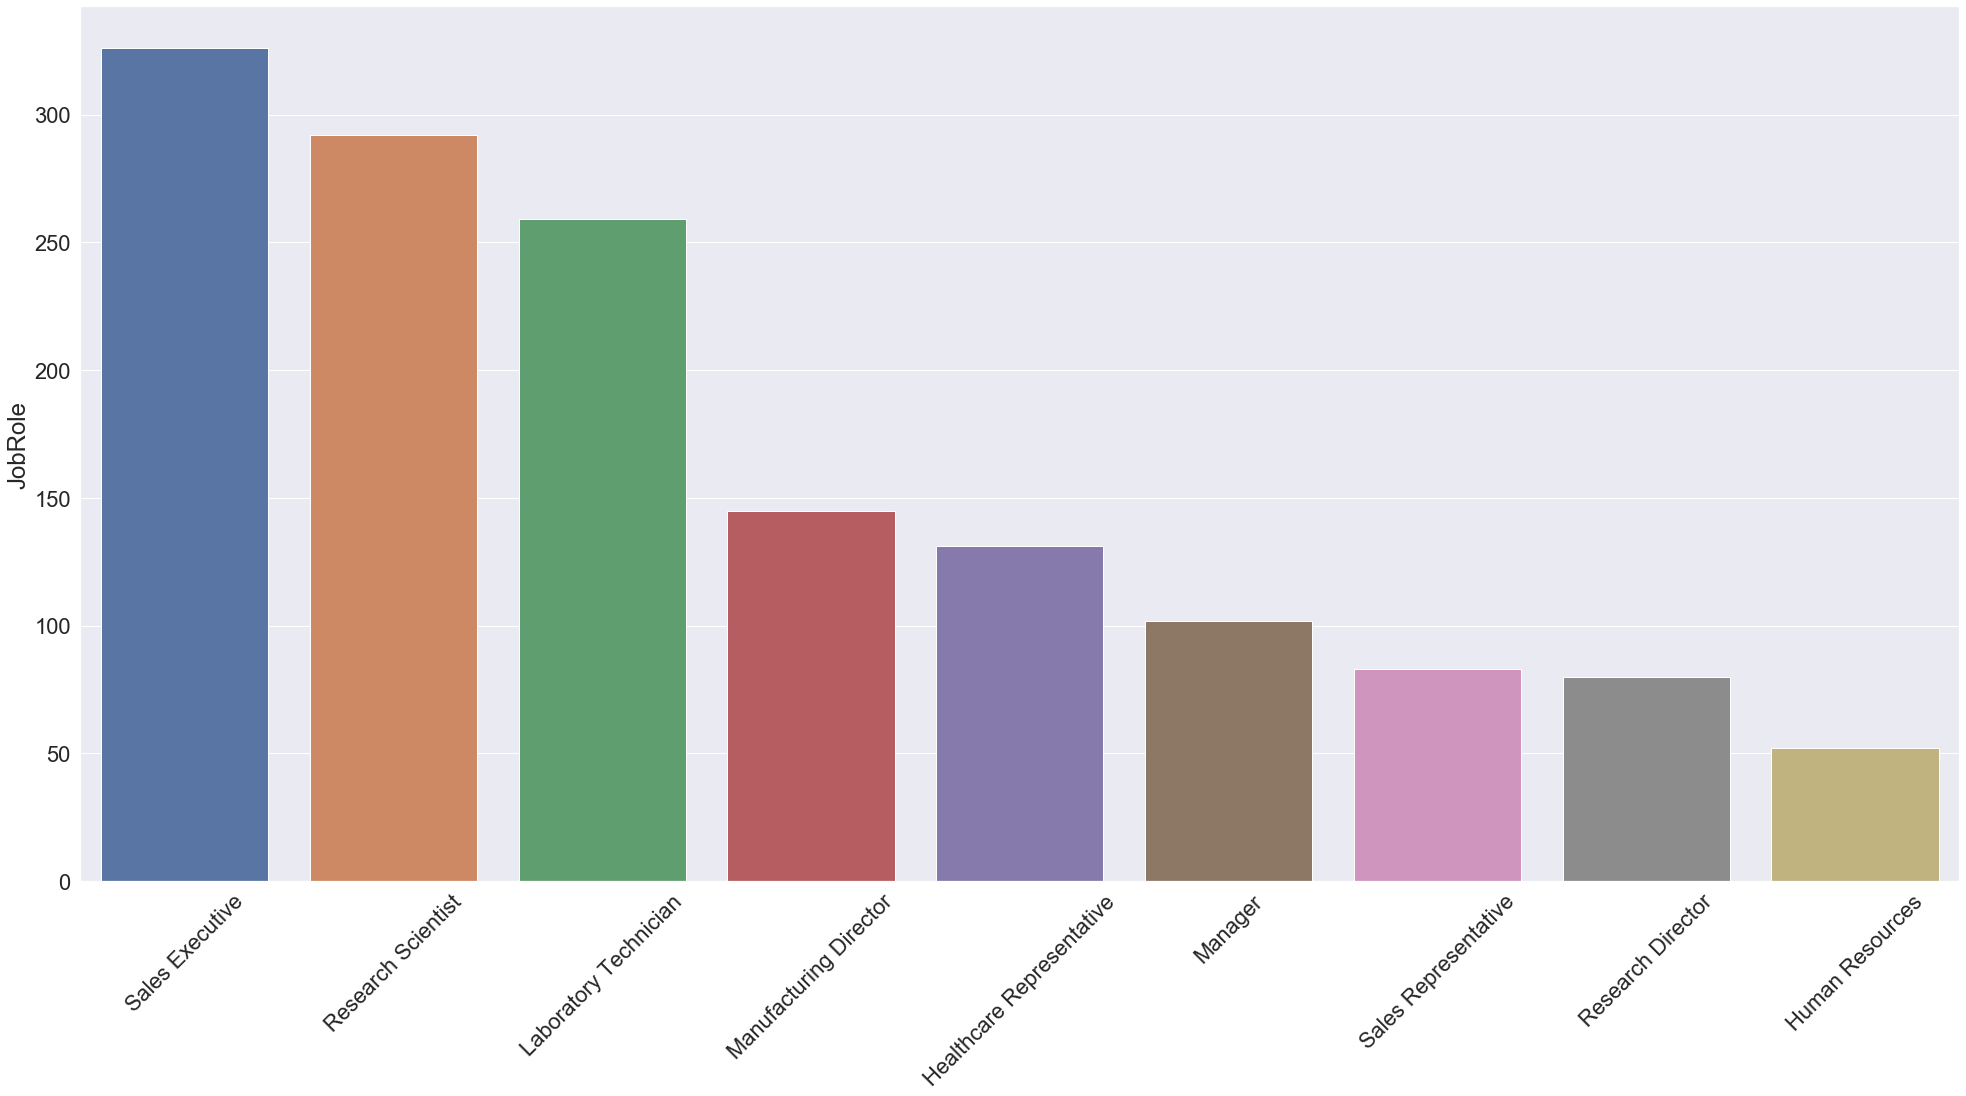 300
250
200
150
100
50
0
JobRole
Sales Executive
Research Scientist
Laboratory Technician
Manufacturing Director
Healthcare Representative
Manager
Sales Representative
Research Director
Human Resources